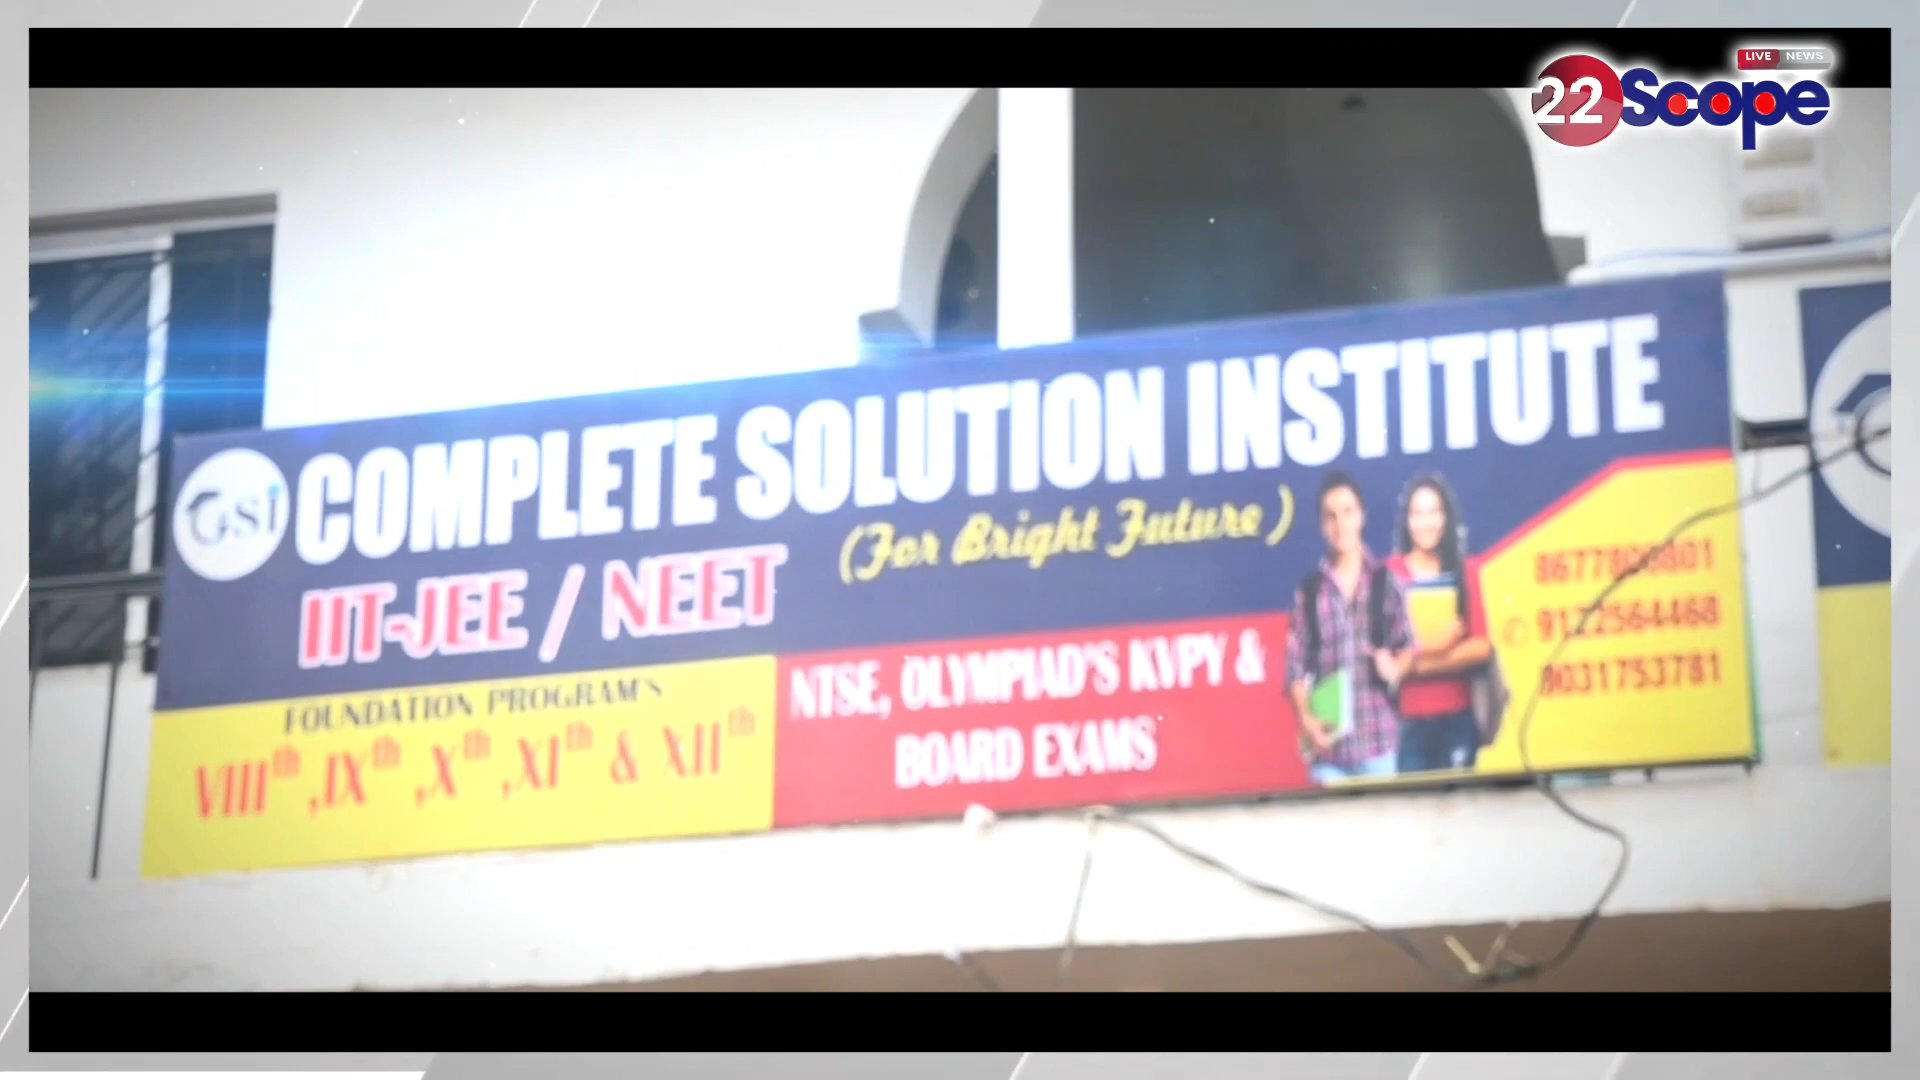 LIVE NEWS
22Scope
CSi COMPLETE SOLUTION INSTITUTE
(For Bright Future)
IIT-JEE / NEET
FOUNDATION PROGRAM'S
VIIIth ,IXth ,Xth ,XIth & XIIth
NTSE, OLYMPIAD'S KVPY &
BOARD EXAMS
9122564468